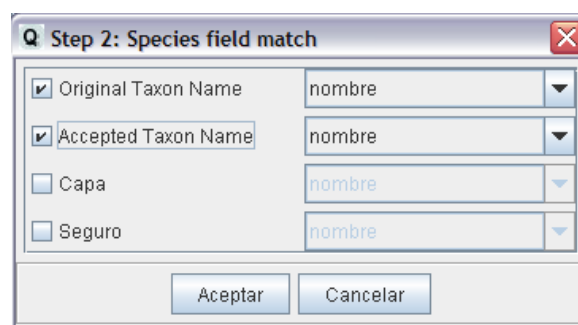 Q Step 2: Species field match
Original Taxon Name nombre
Accepted Taxon Name nombre
Capa nombre
Seguro nombre
Aceptar Cancelar